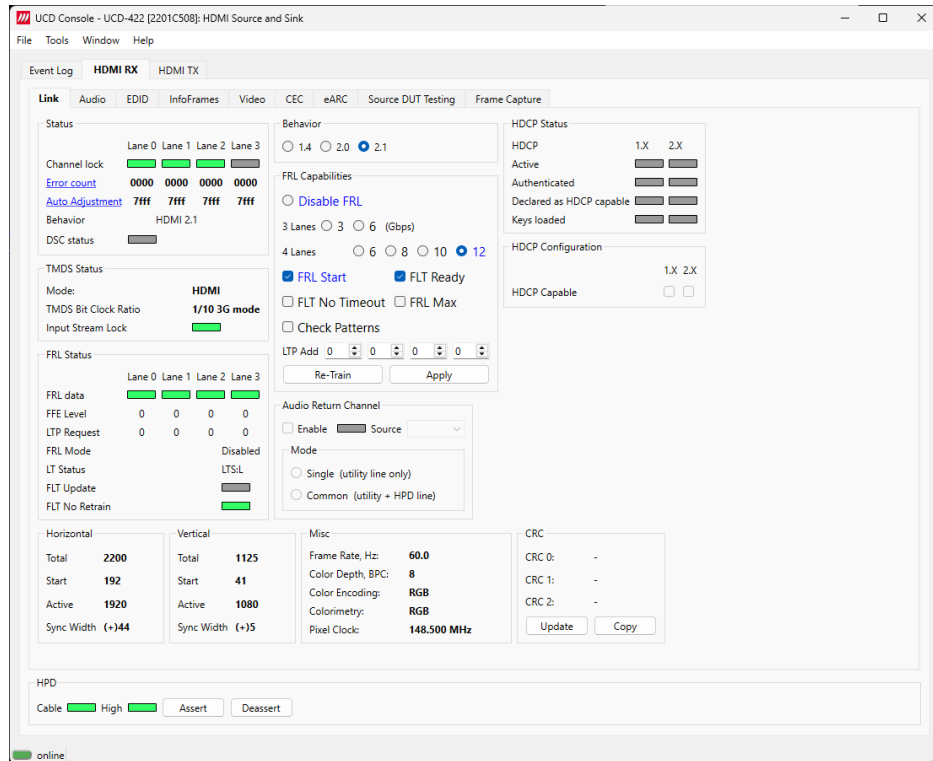 UCD Console - UCD-422 [2201C508]: HDMI Source and Sink
File Tools Window Help
Event Log HDMI RX HDMI TX
Link Audio EDID InfoFrames Video CEC eARC Source DUT Testing Frame Capture
Status
Lane 0 Lane 1 Lane 2 Lane 3
Channel lock
Error count 0000 0000 0000 0000
Auto Adjustment 7fff 7fff 7fff 7fff
Behavior HDMI 2.1
DSC status
TMDS Status
Mode: HDMI
TMDS Bit Clock Ratio 1/10 3G mode
Input Stream Lock
FRL Status
Lane 0 Lane 1 Lane 2 Lane 3
FRL data
FFE Level 0 0 0 0
LTP Request 0 0 0 0
FRL Mode Disabled
LT Status LTS:L
FLT Update
FLT No Retrain
Behavior
1.4 2.0 2.1
FRL Capabilities
Disable FRL
3 Lanes 3 6 (Gbps)
4 Lanes 6 8 10 12
FRL Start FLT Ready
FLT No Timeout FRL Max
Check Patterns
LTP Add 0 0 0 0
Re-Train Apply
Audio Return Channel
Enable Source
Mode
Single (utility line only)
Common (utility + HPD line)
HDCP Status
HDCP 1.X 2.X
Active
Authenticated
Declared as HDCP capable
Keys loaded
HDCP Configuration
1.X 2.X
HDCP Capable
Horizontal
Total 2200
Start 192
Active 1920
Sync Width (+)44
Vertical
Total 1125
Start 41
Active 1080
Sync Width (+)5
Misc
Frame Rate, Hz: 60.0
Color Depth, BPC: 8
Color Encoding: RGB
Colorimetry: RGB
Pixel Clock: 148.500 MHz
CRC
CRC 0: -
CRC 1: -
CRC 2: -
Update Copy
HPD
Cable High Assert Deassert
online